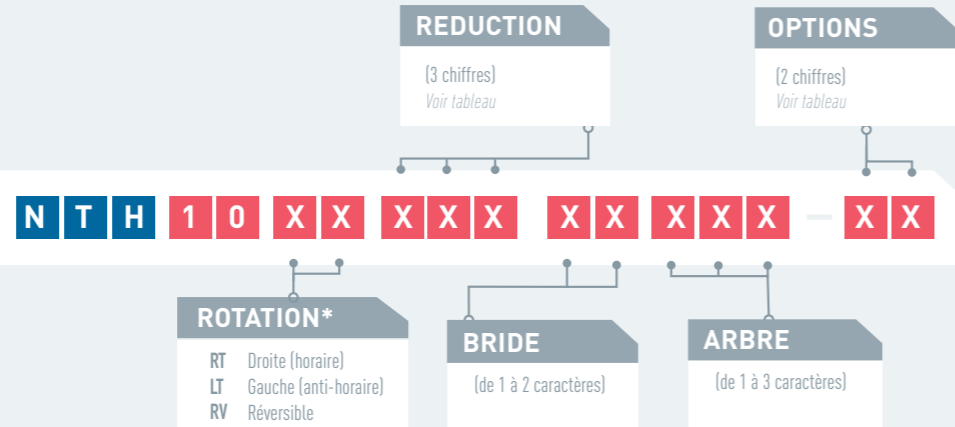 REDUCTION
(3 chiffres)
Voir tableau
OPTIONS
(2 chiffres)
Voir tableau
N T H 1 0 X X X X X X X X X X – X X
ROTATION*
RT Droite (horaire)
LT Gauche (anti-horaire)
RV Réversible
BRIDE
(de 1 à 2 caractères)
ARBRE
(de 1 à 3 caractères)